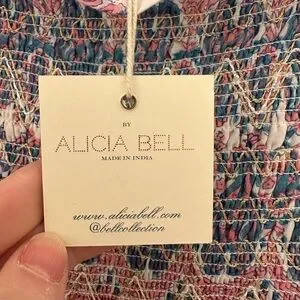 BY
ALICIA BELL
MADE IN INDIA
www.aliciabell.com
@bellcollection